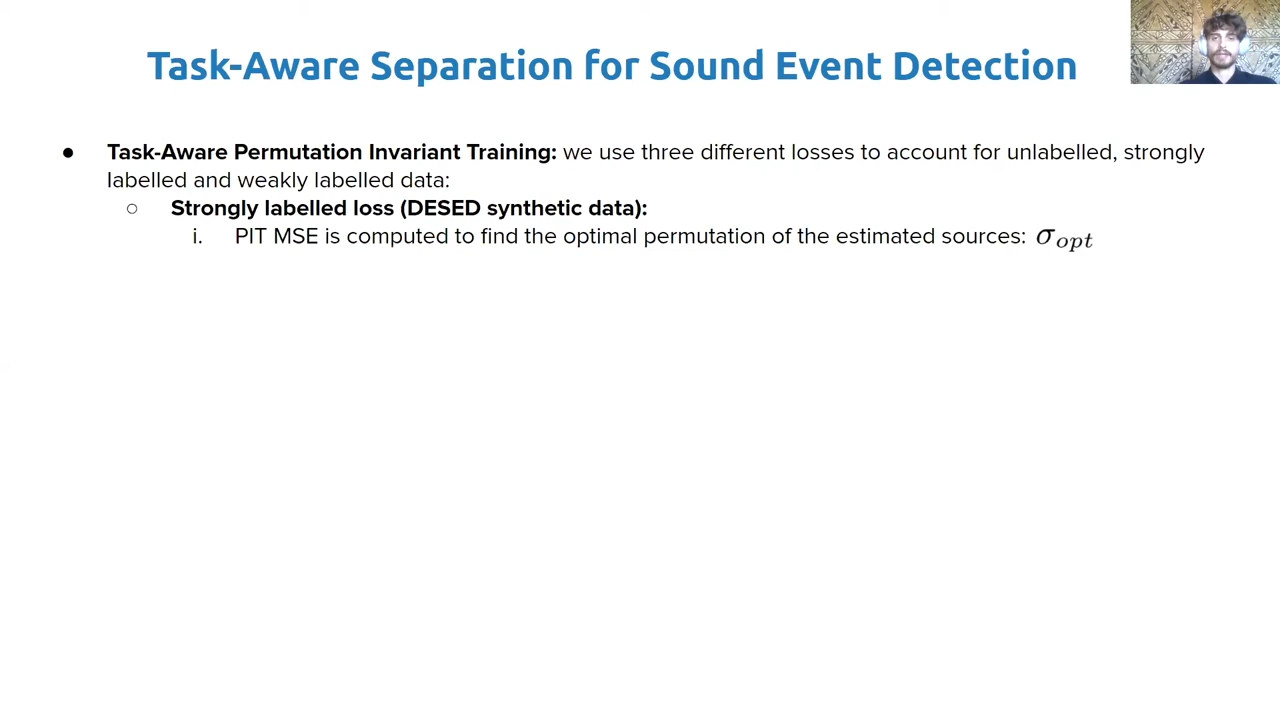 Task-Aware Separation for Sound Event Detection
● Task-Aware Permutation Invariant Training: we use three different losses to account for unlabelled, strongly
labelled and weakly labelled data:
○ Strongly labelled loss (DESED synthetic data):
i. PIT MSE is computed to find the optimal permutation of the estimated sources: σ_opt